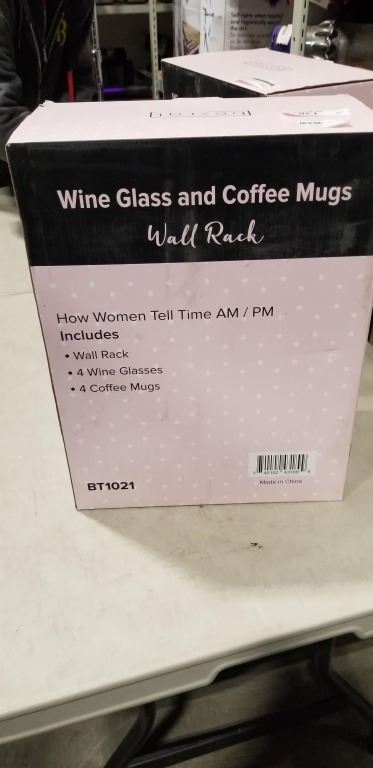 Wine Glass and Coffee Mugs
Wall Rack
How Women Tell Time AM / PM
Includes
• Wall Rack
• 4 Wine Glasses
• 4 Coffee Mugs
BT1021
Made in China